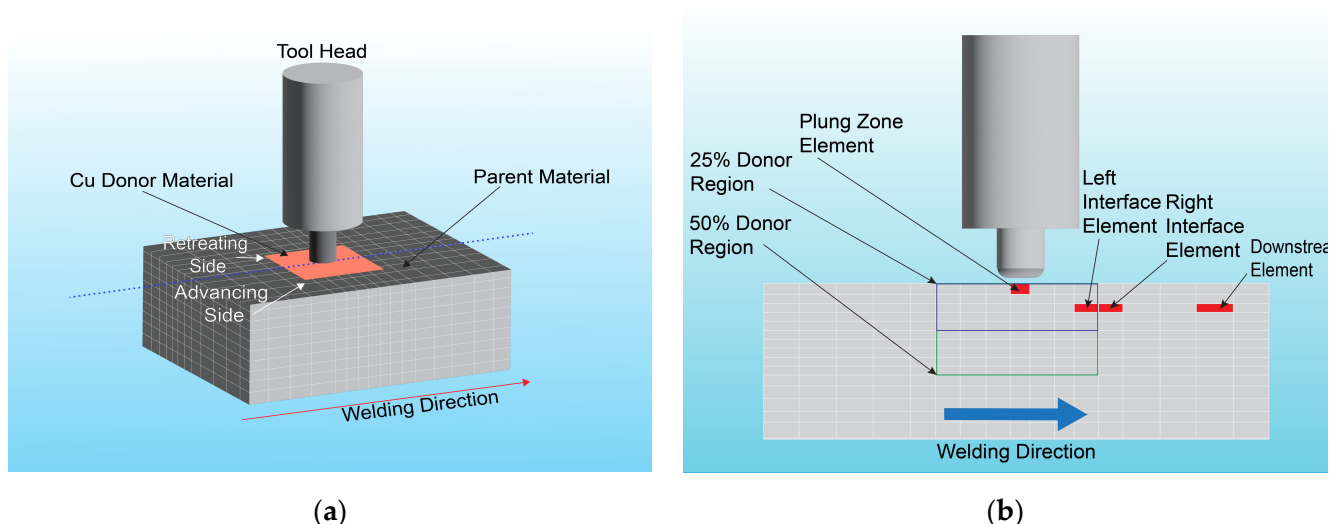 Tool Head
Cu Donor Material
Parent Material
Retreating
Side
Advancing
Side
Welding Direction
(a)
Plung Zone
Element
25% Donor
Region
50% Donor
Region
Left
Interface
Element
Right
Interface
Element
Downstrea
Element
Welding Direction
(b)